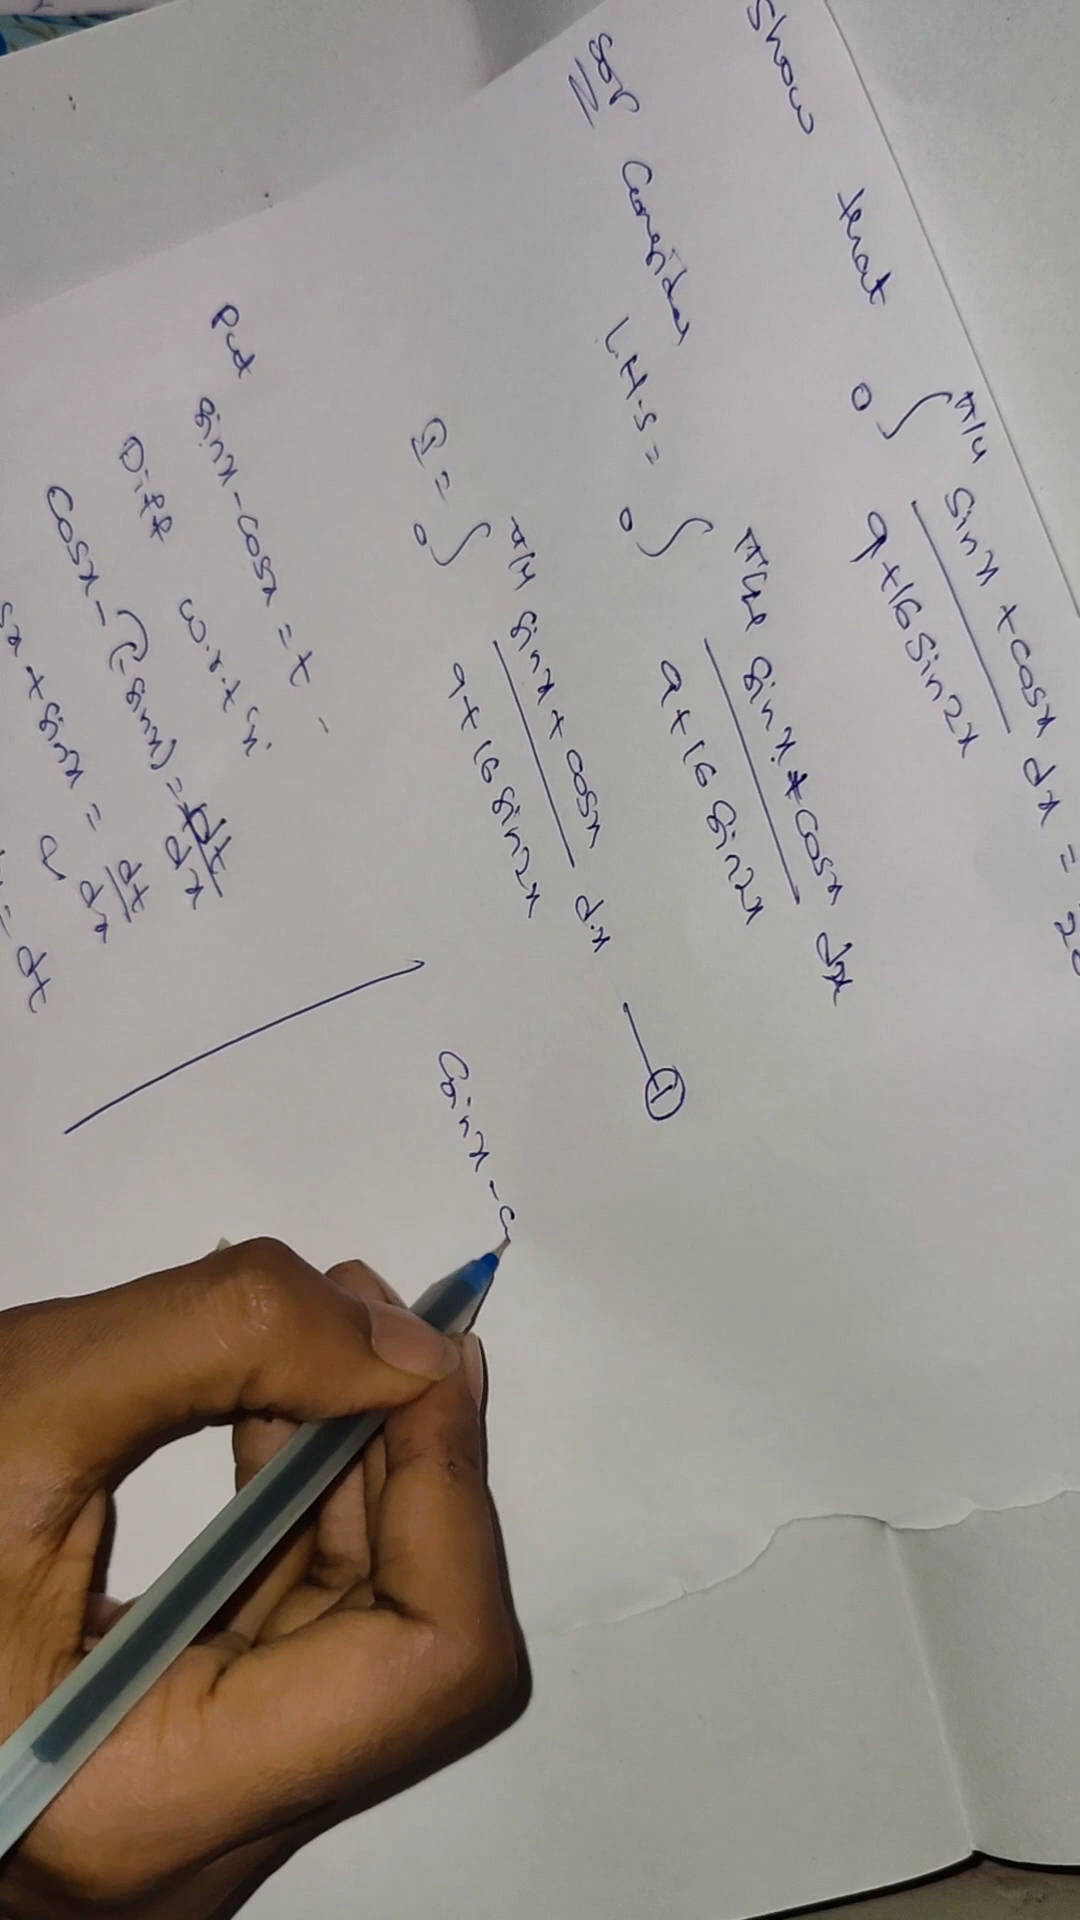 Show that ∫₀^π/4 sinx + cosx / 9 + 16 sin2x dx =
Sol Consider
L.H.S = ∫₀^π/4 sinx + cosx / 9 + 16 sin2x dx
I = ∫₀^π/4 sinx + cosx / 9 + 16 sin2x dx — ①
Put sinx - cosx = t
Diff w.r.t 'x'
cosx - (-sinx) = dt/dx
+ sinx = dt/dx
= dt
(sinx - c